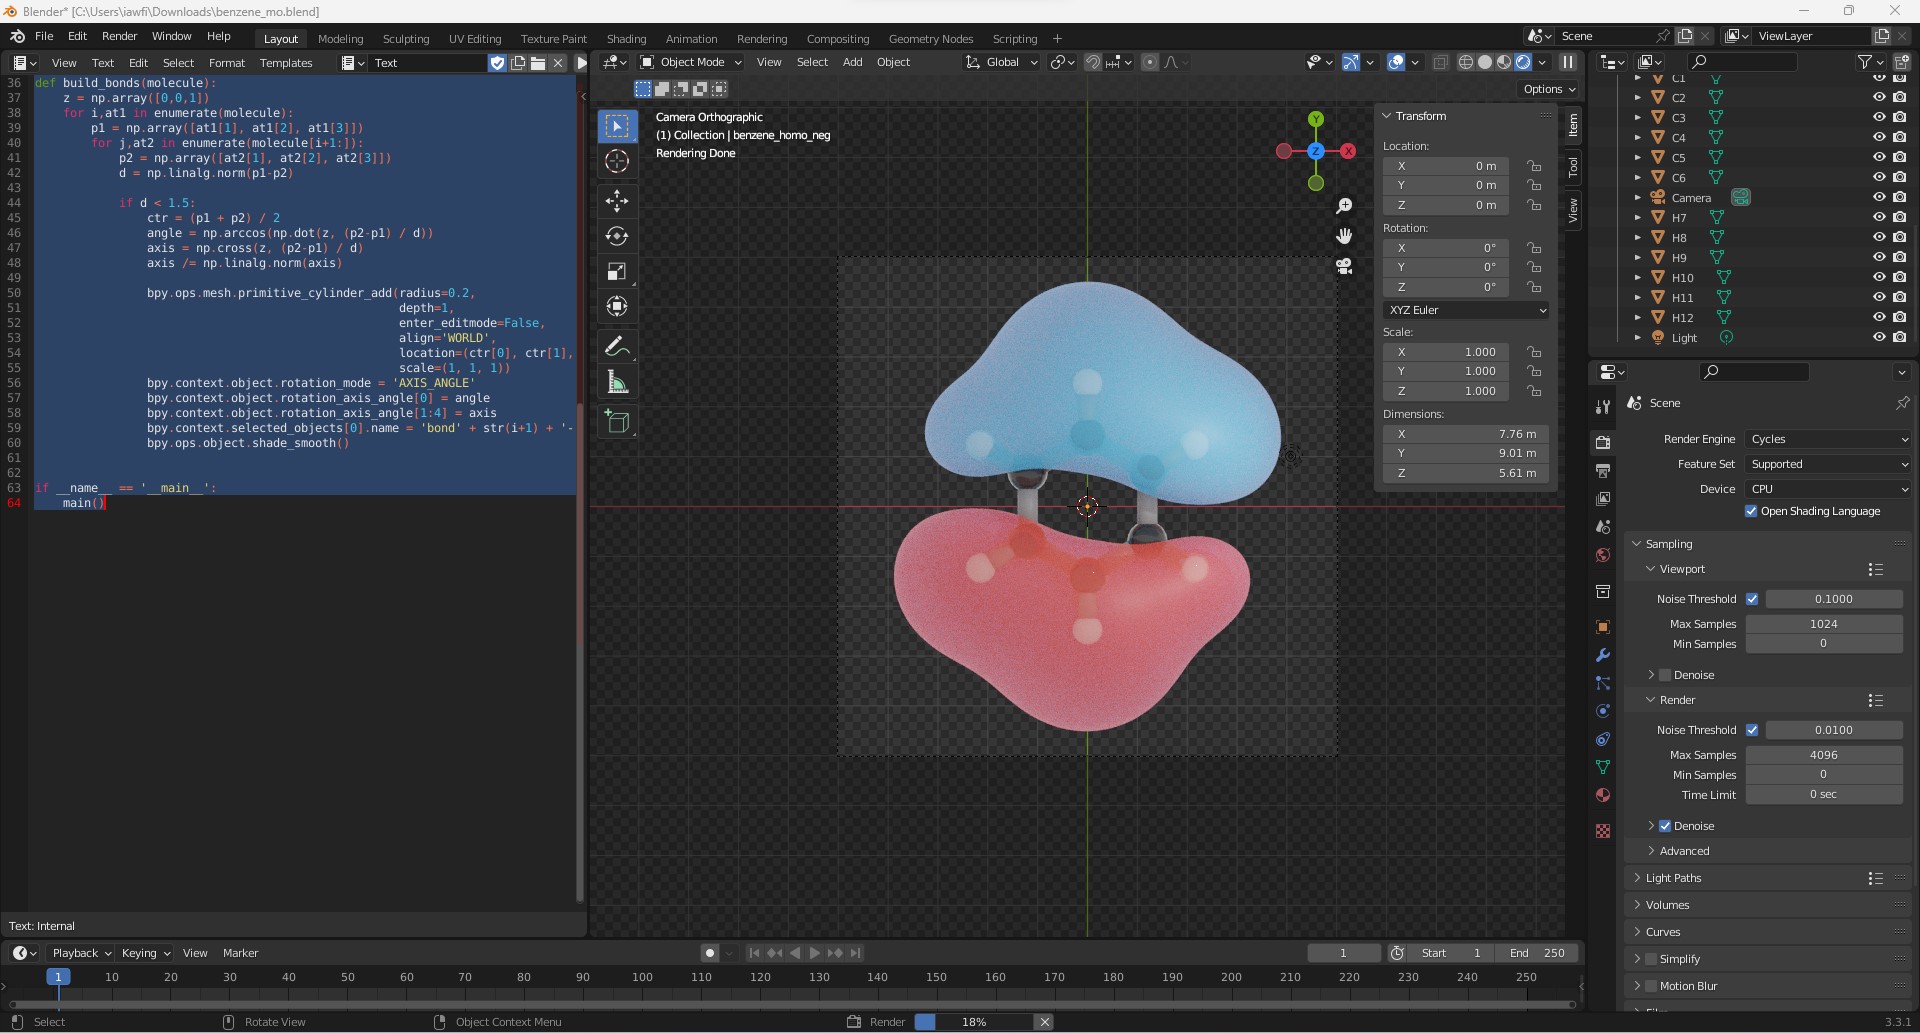 Blender* [C:\Users\iawfi\Downloads\benzene_mo.blend]
File Edit Render Window Help Layout Modeling Sculpting UV Editing Texture Paint Shading Animation Rendering Compositing Geometry Nodes Scripting + Scene ViewLayer
View Text Edit Select Format Templates Text
Object Mode View Select Add Object Global
Options
36 def build_bonds(molecule):
37 z = np.array([0,0,1])
38 for i,at1 in enumerate(molecule):
39 p1 = np.array([at1[1], at1[2], at1[3]])
40 for j,at2 in enumerate(molecule[i+1:]):
41 p2 = np.array([at2[1], at2[2], at2[3]])
42 d = np.linalg.norm(p1-p2)
43
44 if d < 1.5:
45 ctr = (p1 + p2) / 2
46 angle = np.arccos(np.dot(z, (p2-p1) / d))
47 axis = np.cross(z, (p2-p1) / d)
48 axis /= np.linalg.norm(axis)
49
50 bpy.ops.mesh.primitive_cylinder_add(radius=0.2,
51 depth=1,
52 enter_editmode=False,
53 align='WORLD',
54 location=(ctr[0], ctr[1],
55 scale=(1, 1, 1))
56 bpy.context.object.rotation_mode = 'AXIS_ANGLE'
57 bpy.context.object.rotation_axis_angle[0] = angle
58 bpy.context.object.rotation_axis_angle[1:4] = axis
59 bpy.context.selected_objects[0].name = 'bond' + str(i+1) + '-
60 bpy.ops.object.shade_smooth()
61
62
63 if __name__ == '__main__':
64 main()
Text: Internal
Camera Orthographic
(1) Collection | benzene_homo_neg
Rendering Done
Y
Z
X
Transform
Location:
X 0 m
Y 0 m
Z 0 m
Rotation:
X 0°
Y 0°
Z 0°
XYZ Euler
Scale:
X 1.000
Y 1.000
Z 1.000
Dimensions:
X 7.76 m
Y 9.01 m
Z 5.61 m
Item
Tool
View
C1
C2
C3
C4
C5
C6
Camera
H7
H8
H9
H10
H11
H12
Light
Scene
Render Engine Cycles
Feature Set Supported
Device CPU
Open Shading Language
Sampling
Viewport
Noise Threshold 0.1000
Max Samples 1024
Min Samples 0
Denoise
Render
Noise Threshold 0.0100
Max Samples 4096
Min Samples 0
Time Limit 0 sec
Denoise
Advanced
Light Paths
Volumes
Curves
Simplify
Motion Blur
Playback Keying View Marker 1 Start 1 End 250
1 10 20 30 40 50 60 70 80 90 100 110 120 130 140 150 160 170 180 190 200 210 220 230 240 250
Select Rotate View Object Context Menu Render 18% 3.3.1